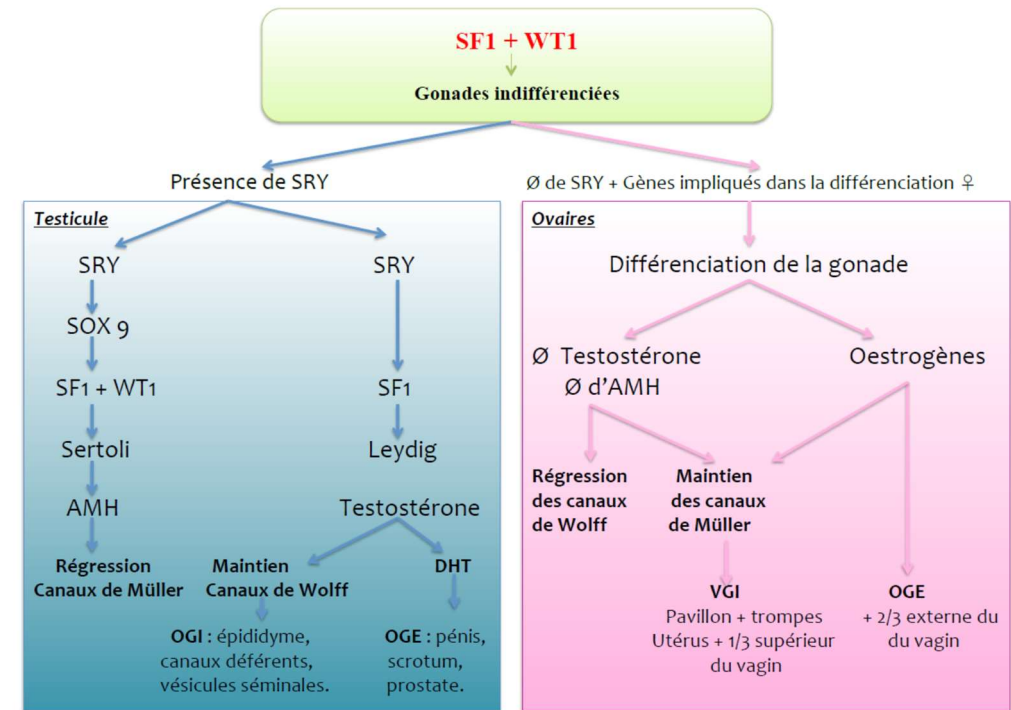 SF1 + WT1
Gonades indifférenciées
Présence de SRY
Ø de SRY + Gènes impliqués dans la différenciation ♀
Testicule
SRY
SRY
SOX 9
SF1 + WT1
SF1
Sertoli
Leydig
AMH
Testostérone
Régression
Canaux de Müller
Maintien
Canaux de Wolff
DHT
OGI : épididyme,
canaux déférents,
vésicules séminales.
OGE : pénis,
scrotum,
prostate.
Ovaires
Différenciation de la gonade
Ø Testostérone
Ø d'AMH
Oestrogènes
Régression
des canaux
de Wolff
Maintien
des canaux
de Müller
VGI
Pavillon + trompes
Utérus + 1/3 supérieur
du vagin
OGE
+ 2/3 externe du
du vagin